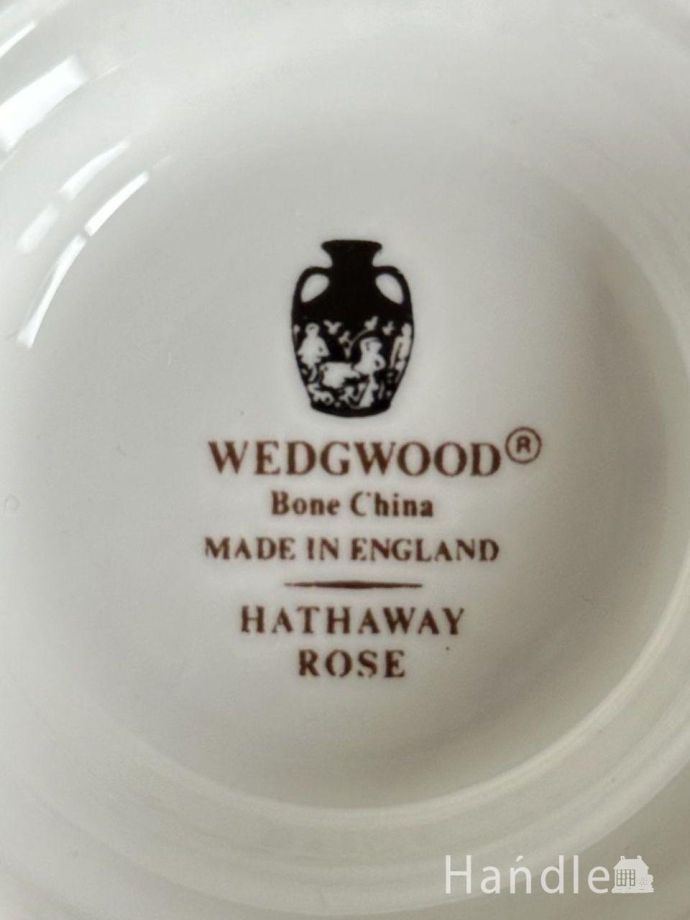 WEDGWOOD®
Bone China
MADE IN ENGLAND
HATHAWAY
ROSE
Handle